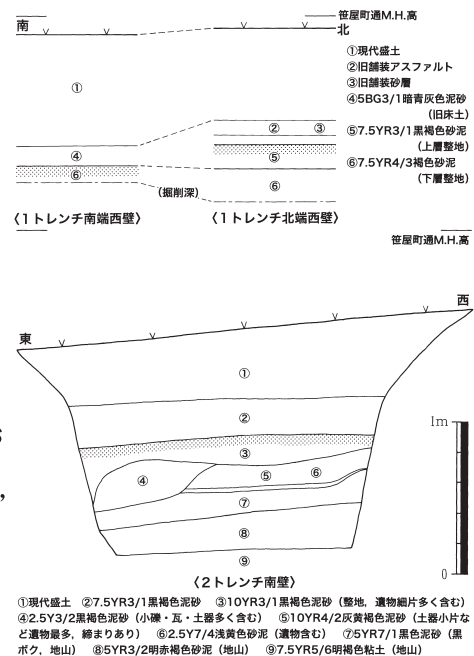 南
笹屋町通M.H.高
北
①現代盛土
②旧舗装アスファルト
③旧舗装砂層
④5BG3/1暗青灰色泥砂
(旧床土)
⑤7.5YR3/1黒褐色砂泥
(上層整地)
⑥7.5YR4/3褐色砂泥
(下層整地)
①
②
③
④
⑤
⑥
⑥
(掘削深)
〈1トレンチ南端西壁〉
〈1トレンチ北端西壁〉
笹屋町通M.H.高
西
東
①
②
③
④
⑤
⑥
⑦
⑧
⑨
1m
0
〈2トレンチ南壁〉
①現代盛土 ②7.5YR3/1黒褐色泥砂 ③10YR3/1黒褐色泥砂(整地,遺物細片多く含む)
④2.5Y3/2黒褐色泥砂(小礫・瓦・土器多く含む) ⑤10YR4/2灰黄褐色泥砂(土器小片な
ど遺物最多,締まりあり) ⑥2.5Y7/4浅黄色砂泥(遺物含む) ⑦5YR7/1黒色泥砂(黒
ボク,地山) ⑧5YR3/2明赤褐色泥砂(地山) ⑨7.5YR5/6明褐色粘土(地山)